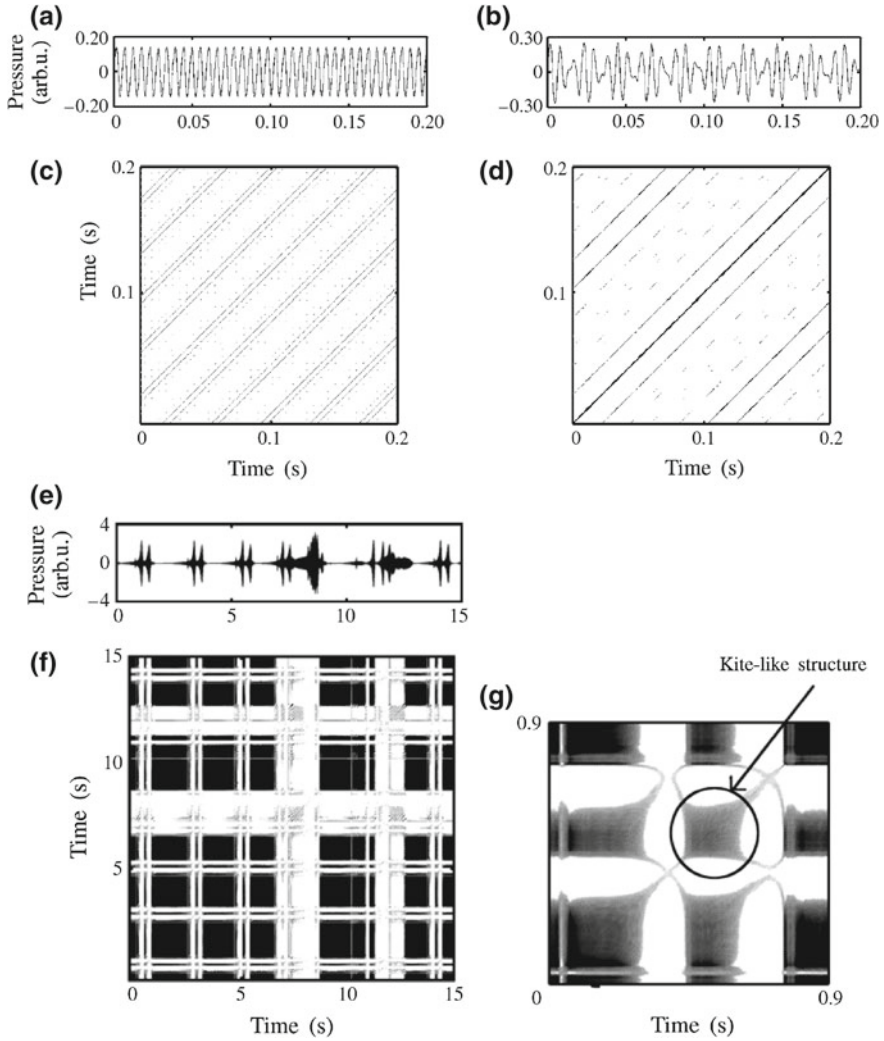 (a)
0.20
0
−0.20
Pressure
(arb.u.)
0 0.05 0.10 0.15 0.20
(b)
0.30
0
−0.30
0 0.05 0.10 0.15 0.20
(c)
0.2
0.1
Time (s)
0 0.1 0.2
Time (s)
(d)
0.2
0.1
0 0.1 0.2
Time (s)
(e)
4
0
−4
Pressure
(arb.u.)
0 5 10 15
(f)
15
10
5
Time (s)
0 5 10 15
Time (s)
Kite-like structure
(g)
0.9
0 0.9
Time (s)